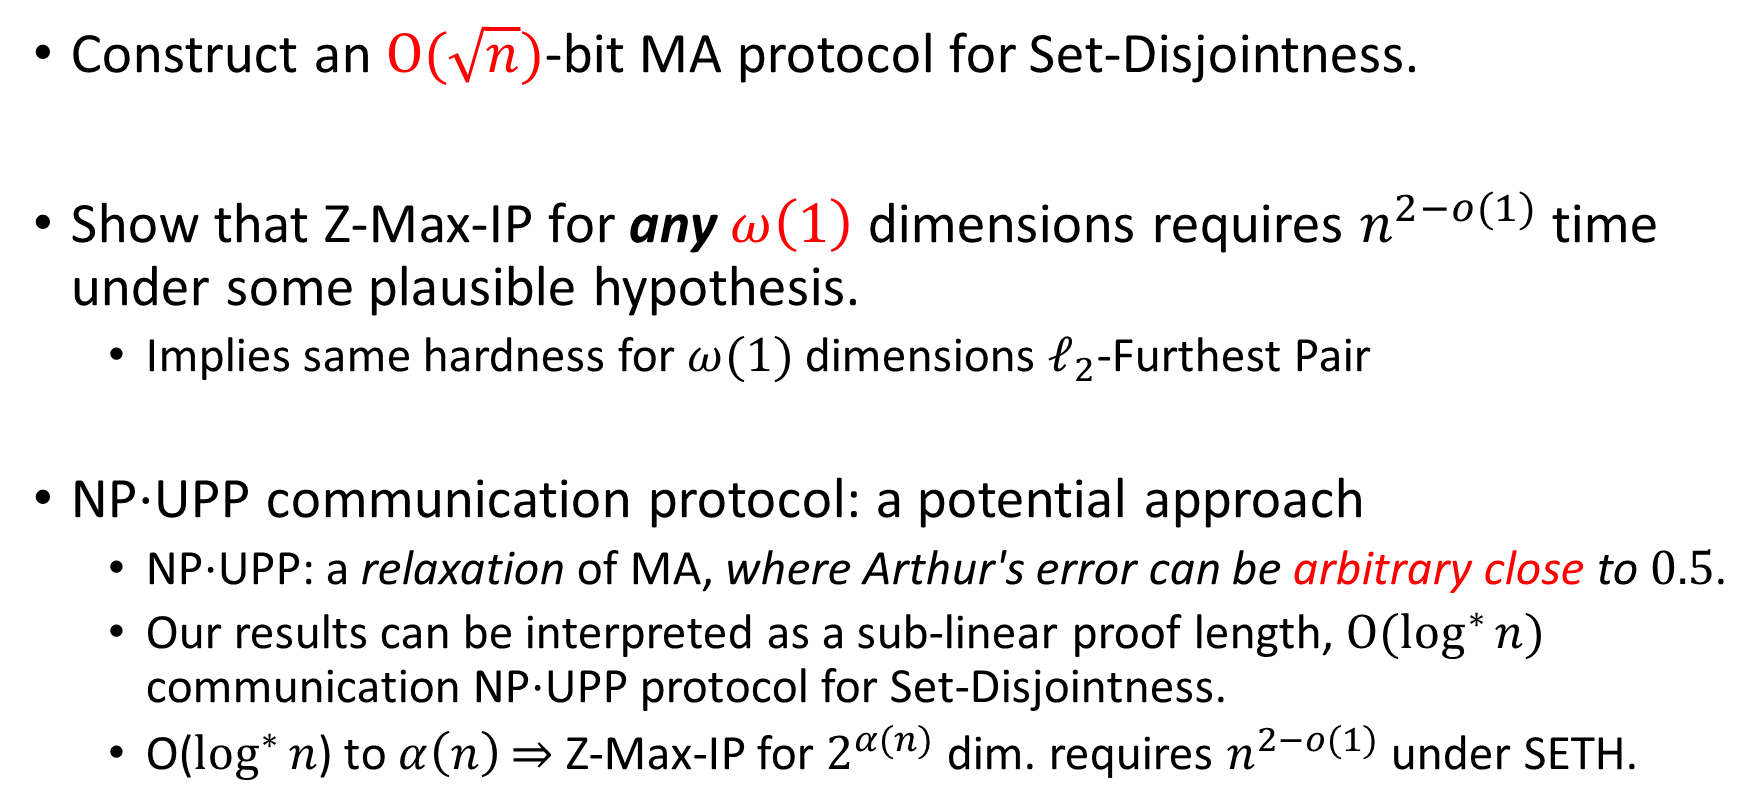 • Construct an O(√n)-bit MA protocol for Set-Disjointness.
• Show that Z-Max-IP for any ω(1) dimensions requires n^{2−o(1)} time
under some plausible hypothesis.
• Implies same hardness for ω(1) dimensions ℓ₂-Furthest Pair
• NP·UPP communication protocol: a potential approach
• NP·UPP: a relaxation of MA, where Arthur's error can be arbitrary close to 0.5.
• Our results can be interpreted as a sub-linear proof length, O(log* n)
communication NP·UPP protocol for Set-Disjointness.
• O(log* n) to α(n) ⇒ Z-Max-IP for 2^{α(n)} dim. requires n^{2−o(1)} under SETH.